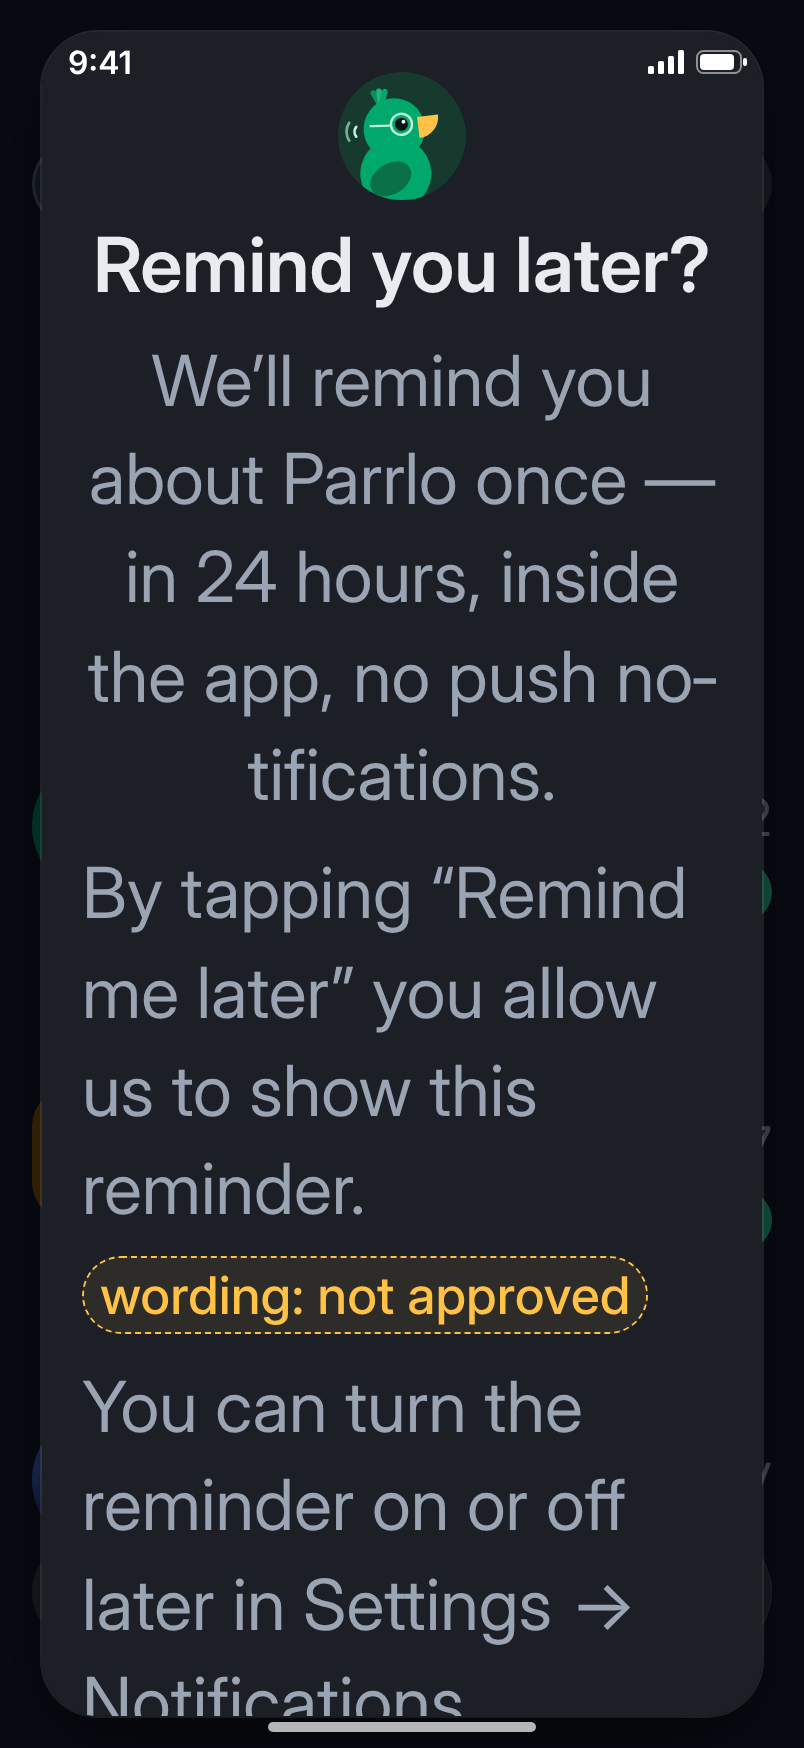 9:41
Remind you later?
We’ll remind you
about Parrlo once —
in 24 hours, inside
the app, no push no-
tifications.
By tapping “Remind
me later” you allow
us to show this
reminder.
wording: not approved
You can turn the
reminder on or off
later in Settings →
Notifications